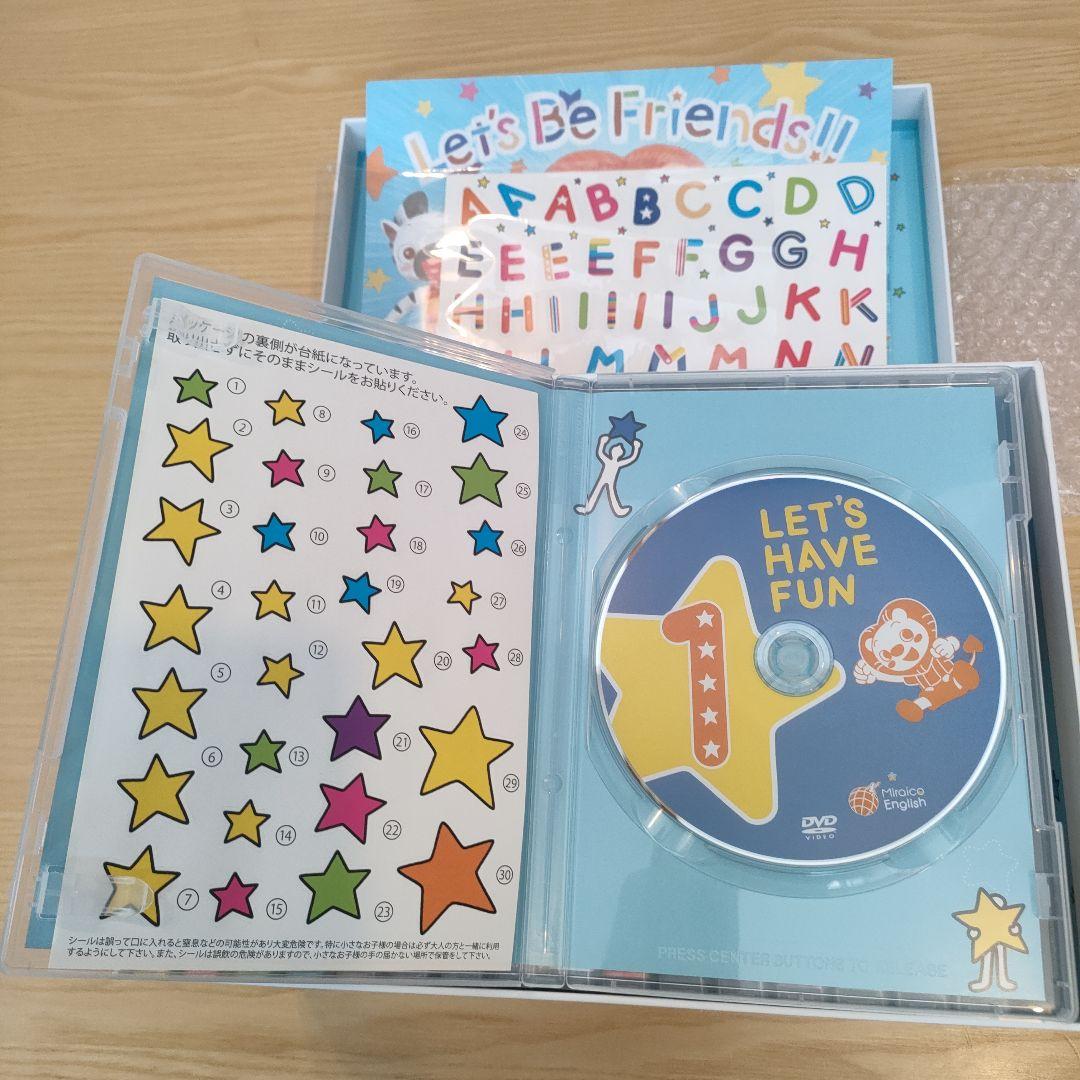 Let's Be Friends!!
A A A B B C C D D
E E E E F F G G H
H H I I I I J J K K
M M M N N
パッケージの裏側が台紙になっています。
取り出さずにそのままシールをお貼りください。
① ⑧ ⑯ ㉔
② ⑨ ⑰ ㉕
③ ⑩ ⑱ ㉖
④ ⑪ ⑲ ㉗
⑤ ⑫ ⑳ ㉘
⑥ ⑬ ㉑ ㉙
⑭ ㉒
⑦ ⑮ ㉓ ㉚
シールは誤って口に入れると窒息などの可能性があり大変危険です。特に小さなお子様の場合は必ず大人の方と一緒に利用
するようにして下さい。また、シールは誤飲の危険がありますので、小さなお子様の手の届かない場所で保管をして下さい。
LET'S
HAVE
FUN
1
Miraico
English
DVD
VIDEO
PRESS CENTER BUTTONS TO RELEASE